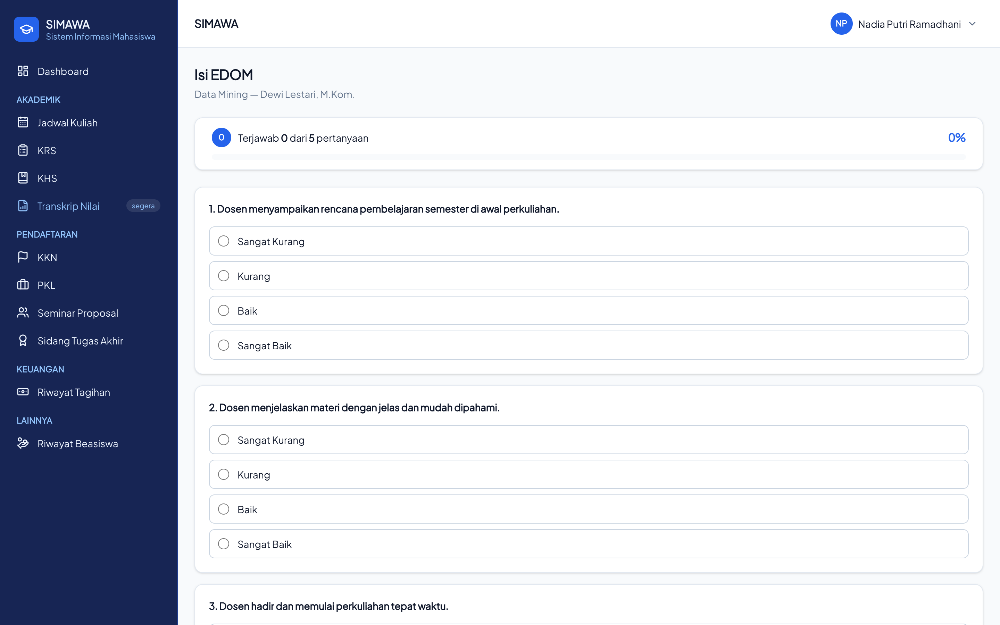 SIMAWA
Sistem Informasi Mahasiswa
Dashboard
AKADEMIK
Jadwal Kuliah
KRS
KHS
Transkrip Nilai segera
PENDAFTARAN
KKN
PKL
Seminar Proposal
Sidang Tugas Akhir
KEUANGAN
Riwayat Tagihan
LAINNYA
Riwayat Beasiswa
SIMAWA
NP Nadia Putri Ramadhani
Isi EDOM
Data Mining — Dewi Lestari, M.Kom.
0 Terjawab 0 dari 5 pertanyaan 0%
1. Dosen menyampaikan rencana pembelajaran semester di awal perkuliahan.
Sangat Kurang
Kurang
Baik
Sangat Baik
2. Dosen menjelaskan materi dengan jelas dan mudah dipahami.
Sangat Kurang
Kurang
Baik
Sangat Baik
3. Dosen hadir dan memulai perkuliahan tepat waktu.